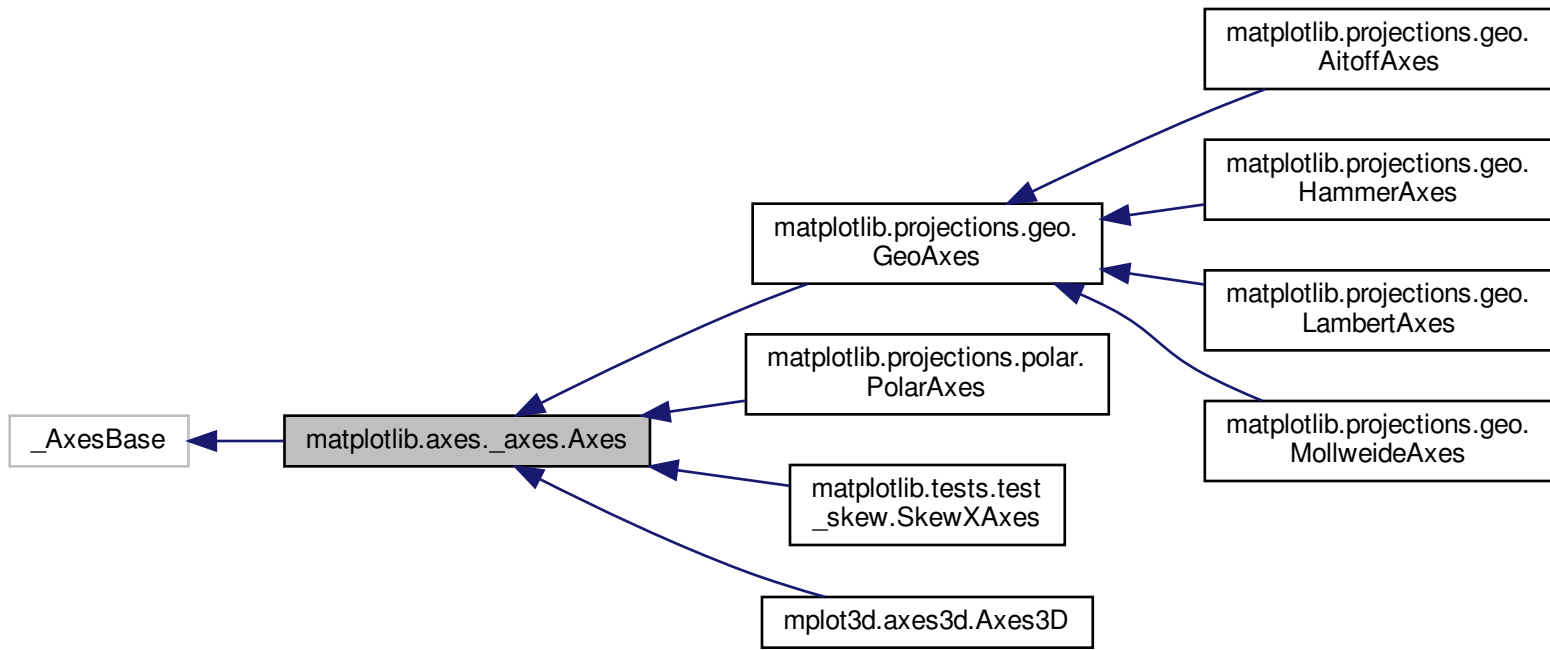 matplotlib.projections.geo.
AitoffAxes
matplotlib.projections.geo.
HammerAxes
matplotlib.projections.geo.
GeoAxes
matplotlib.projections.geo.
LambertAxes
matplotlib.projections.polar.
PolarAxes
_AxesBase
matplotlib.axes._axes.Axes
matplotlib.projections.geo.
MollweideAxes
matplotlib.tests.test
_skew.SkewXAxes
mplot3d.axes3d.Axes3D